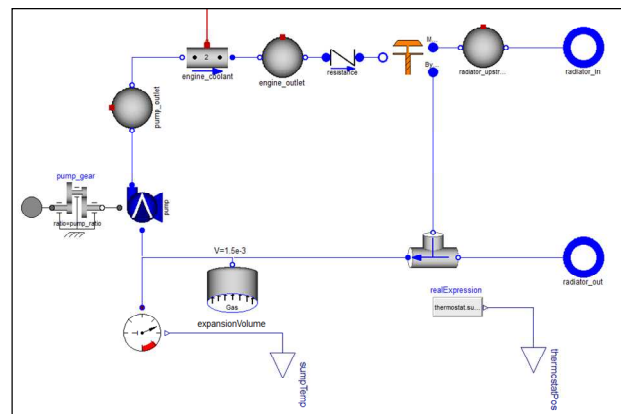 2
engine_coolant
engine_outlet
resistance
M...
By...
radiator_upstr...
radiator_in
pump_outlet
pump_gear
ratio=pump_ratio
pump
V=1.5e-3
Gas
expansionVolume
radiator_out
realExpression
thermostat.su...
sumpTemp
thermostatPos